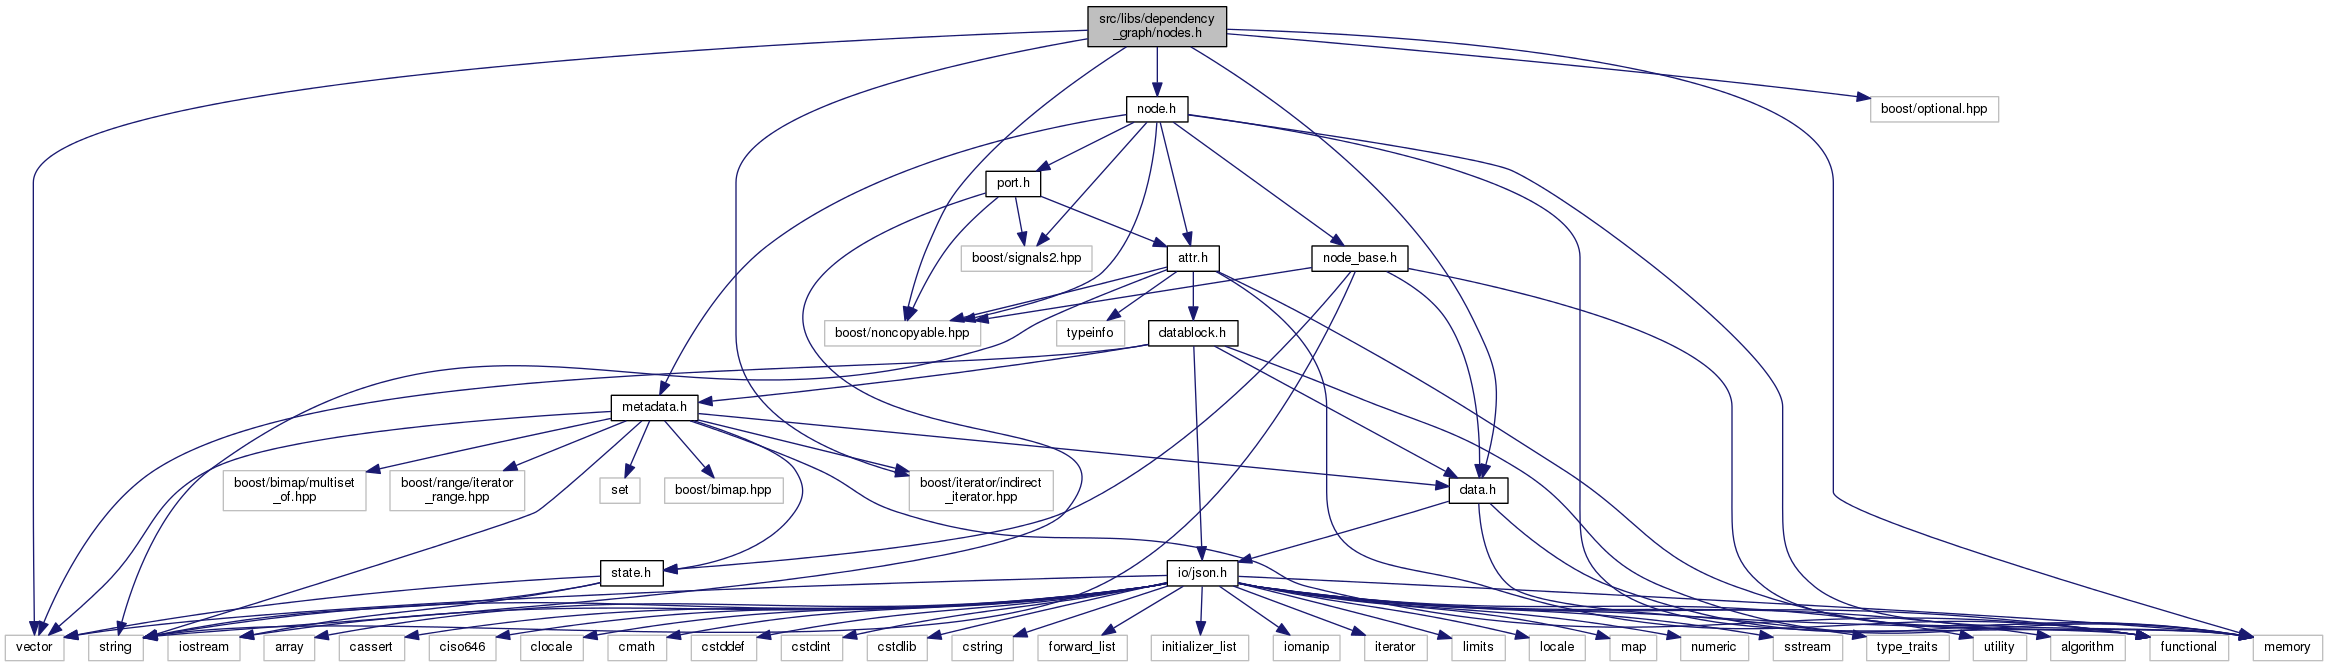 src/libs/dependency
_graph/nodes.h
node.h
boost/optional.hpp
port.h
boost/signals2.hpp
attr.h
node_base.h
boost/noncopyable.hpp
typeinfo
datablock.h
metadata.h
boost/bimap/multiset
_of.hpp
boost/range/iterator
_range.hpp
set
boost/bimap.hpp
boost/iterator/indirect
_iterator.hpp
data.h
state.h
io/json.h
vector
string
iostream
array
cassert
ciso646
clocale
cmath
cstddef
cstdint
cstdlib
cstring
forward_list
initializer_list
iomanip
iterator
limits
locale
map
numeric
sstream
type_traits
utility
algorithm
functional
memory